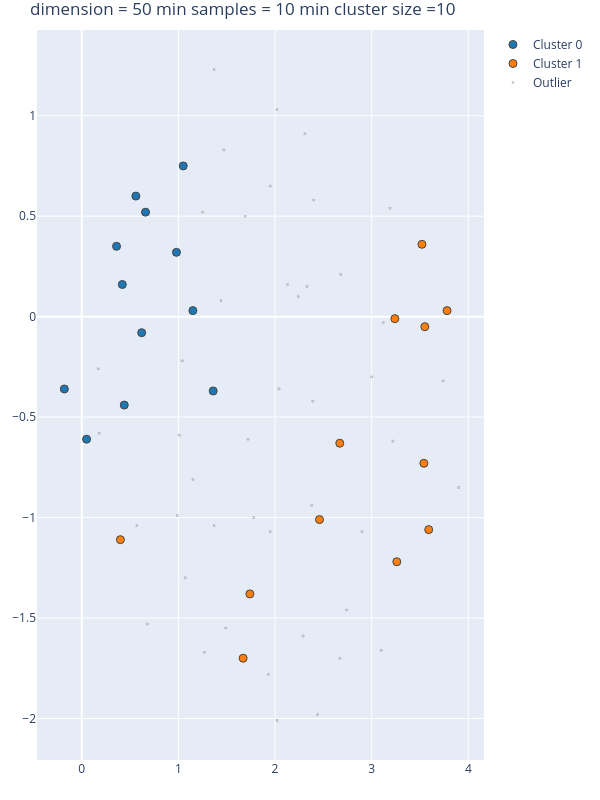 dimension = 50 min samples = 10 min cluster size =10
Cluster 0
Cluster 1
Outlier
1
0.5
0
−0.5
−1
−1.5
−2
0 1 2 3 4